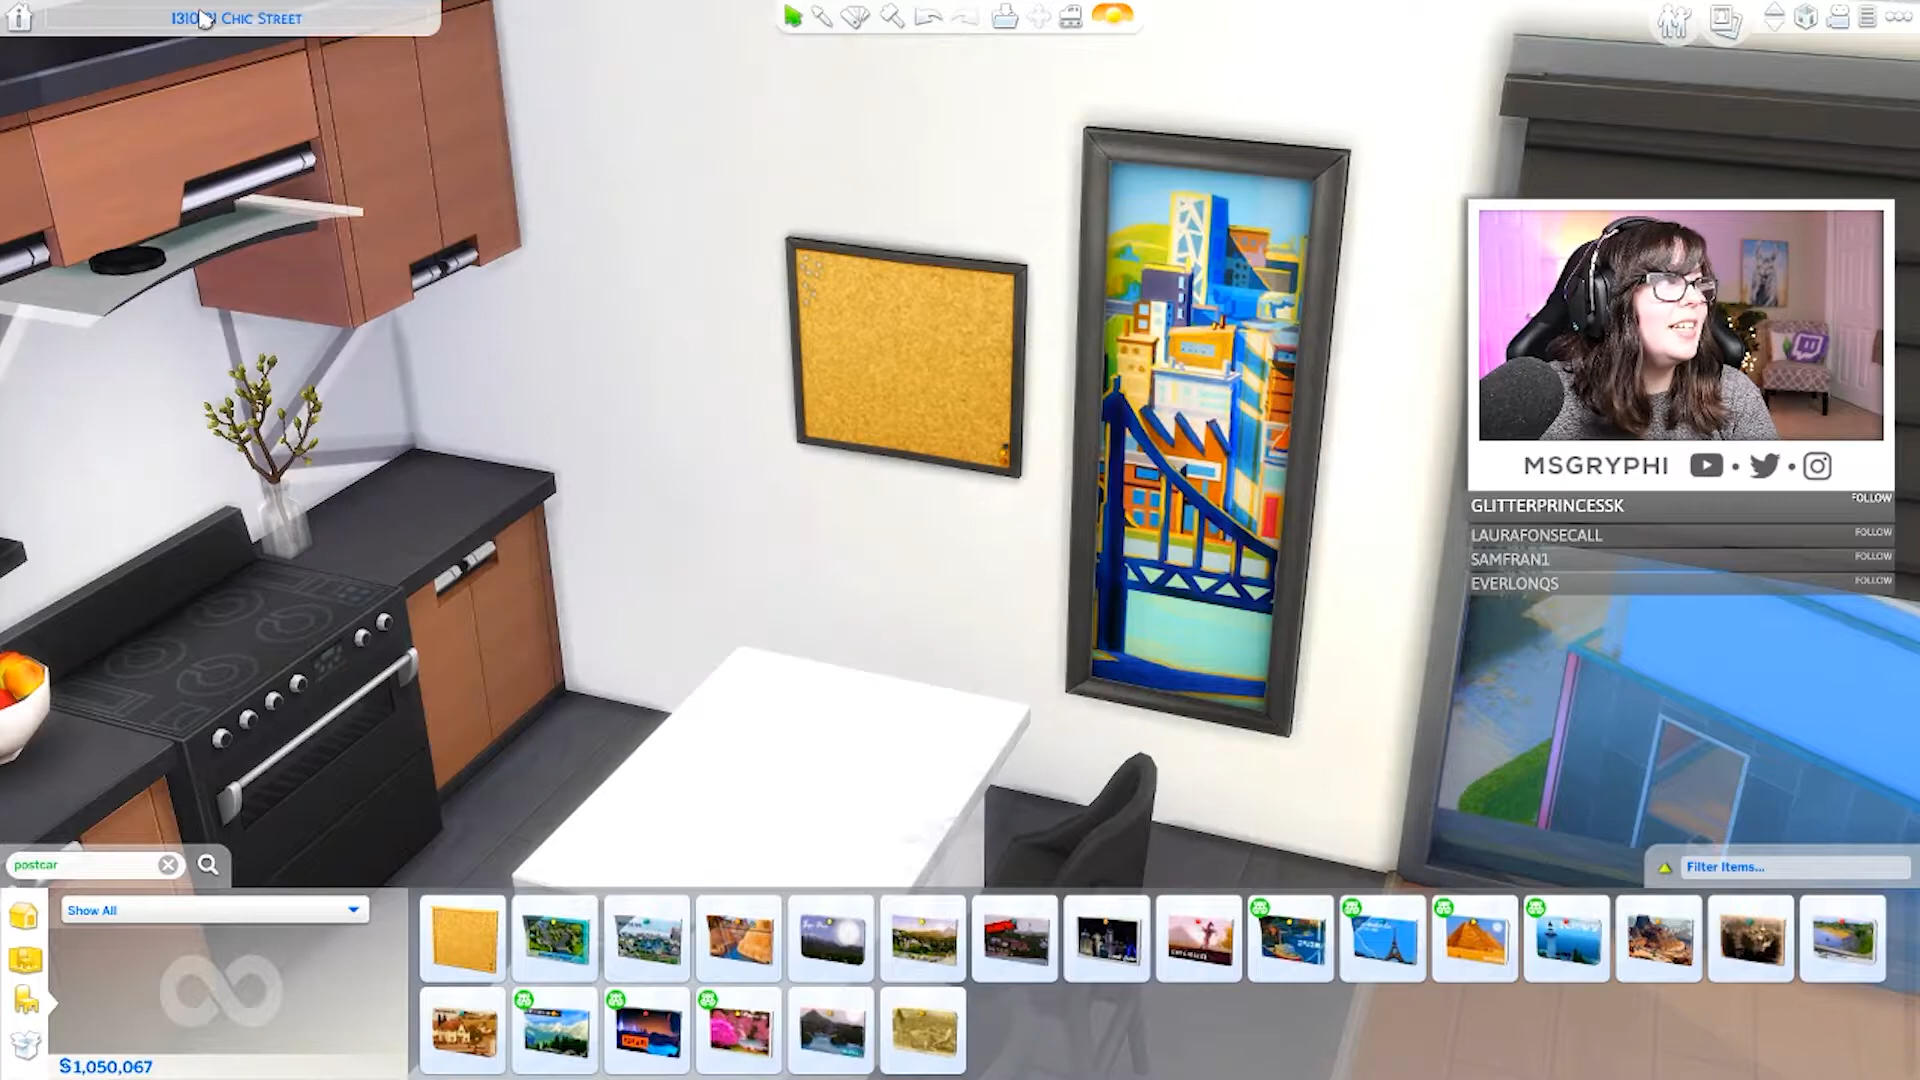 CHIC STREET
MSGRYPHI
GLITTERPRINCESSK FOLLOW
LAURAFONSECALL FOLLOW
SAMFRAN1 FOLLOW
EVERLONQS FOLLOW
postcar
Filter Items...
Show All
$1,050,067